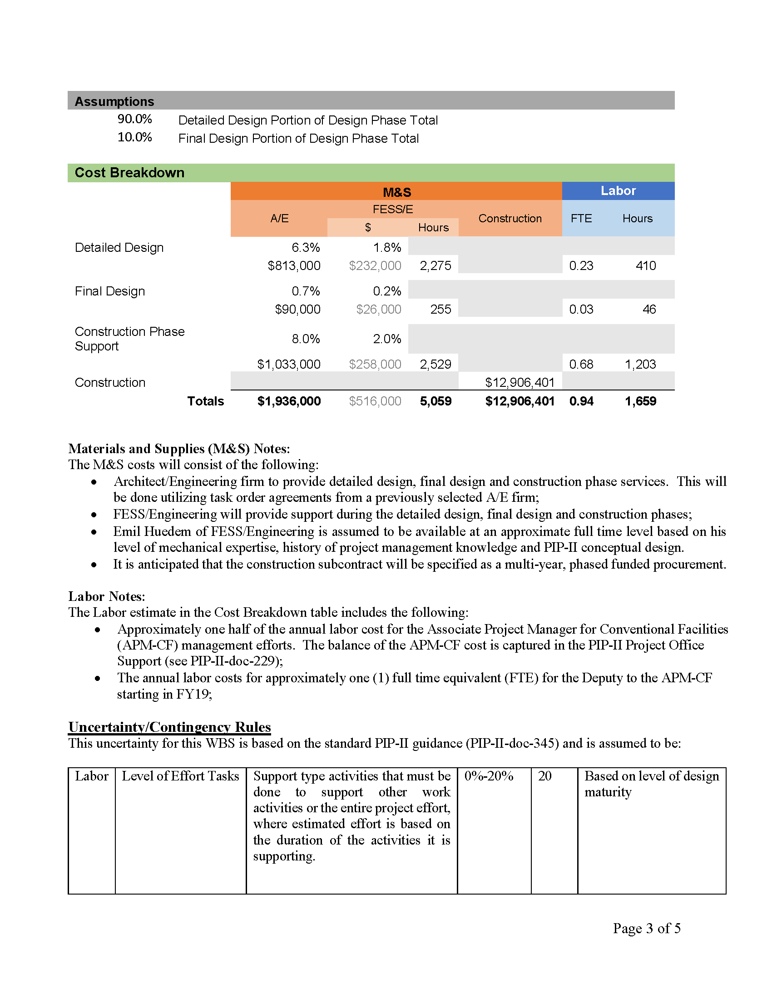 Assumptions
90.0% Detailed Design Portion of Design Phase Total
10.0% Final Design Portion of Design Phase Total
Cost Breakdown
M&S Labor
A/E FESS/E Construction FTE Hours
$ Hours
Detailed Design 6.3% 1.8%
$813,000 $232,000 2,275 0.23 410
Final Design 0.7% 0.2%
$90,000 $26,000 255 0.03 46
Construction Phase
Support 8.0% 2.0%
$1,033,000 $258,000 2,529 0.68 1,203
Construction $12,906,401
Totals $1,936,000 $516,000 5,059 $12,906,401 0.94 1,659
Materials and Supplies (M&S) Notes:
The M&S costs will consist of the following:
• Architect/Engineering firm to provide detailed design, final design and construction phase services. This will
be done utilizing task order agreements from a previously selected A/E firm;
• FESS/Engineering will provide support during the detailed design, final design and construction phases;
• Emil Huedem of FESS/Engineering is assumed to be available at an approximate full time level based on his
level of mechanical expertise, history of project management knowledge and PIP-II conceptual design.
• It is anticipated that the construction subcontract will be specified as a multi-year, phased funded procurement.
Labor Notes:
The Labor estimate in the Cost Breakdown table includes the following:
• Approximately one half of the annual labor cost for the Associate Project Manager for Conventional Facilities
(APM-CF) management efforts. The balance of the APM-CF cost is captured in the PIP-II Project Office
Support (see PIP-II-doc-229);
• The annual labor costs for approximately one (1) full time equivalent (FTE) for the Deputy to the APM-CF
starting in FY19;
Uncertainty/Contingency Rules
This uncertainty for this WBS is based on the standard PIP-II guidance (PIP-II-doc-345) and is assumed to be:
Labor Level of Effort Tasks Support type activities that must be 0%-20% 20 Based on level of design
done to support other work maturity
activities or the entire project effort,
where estimated effort is based on
the duration of the activities it is
supporting.
Page 3 of 5